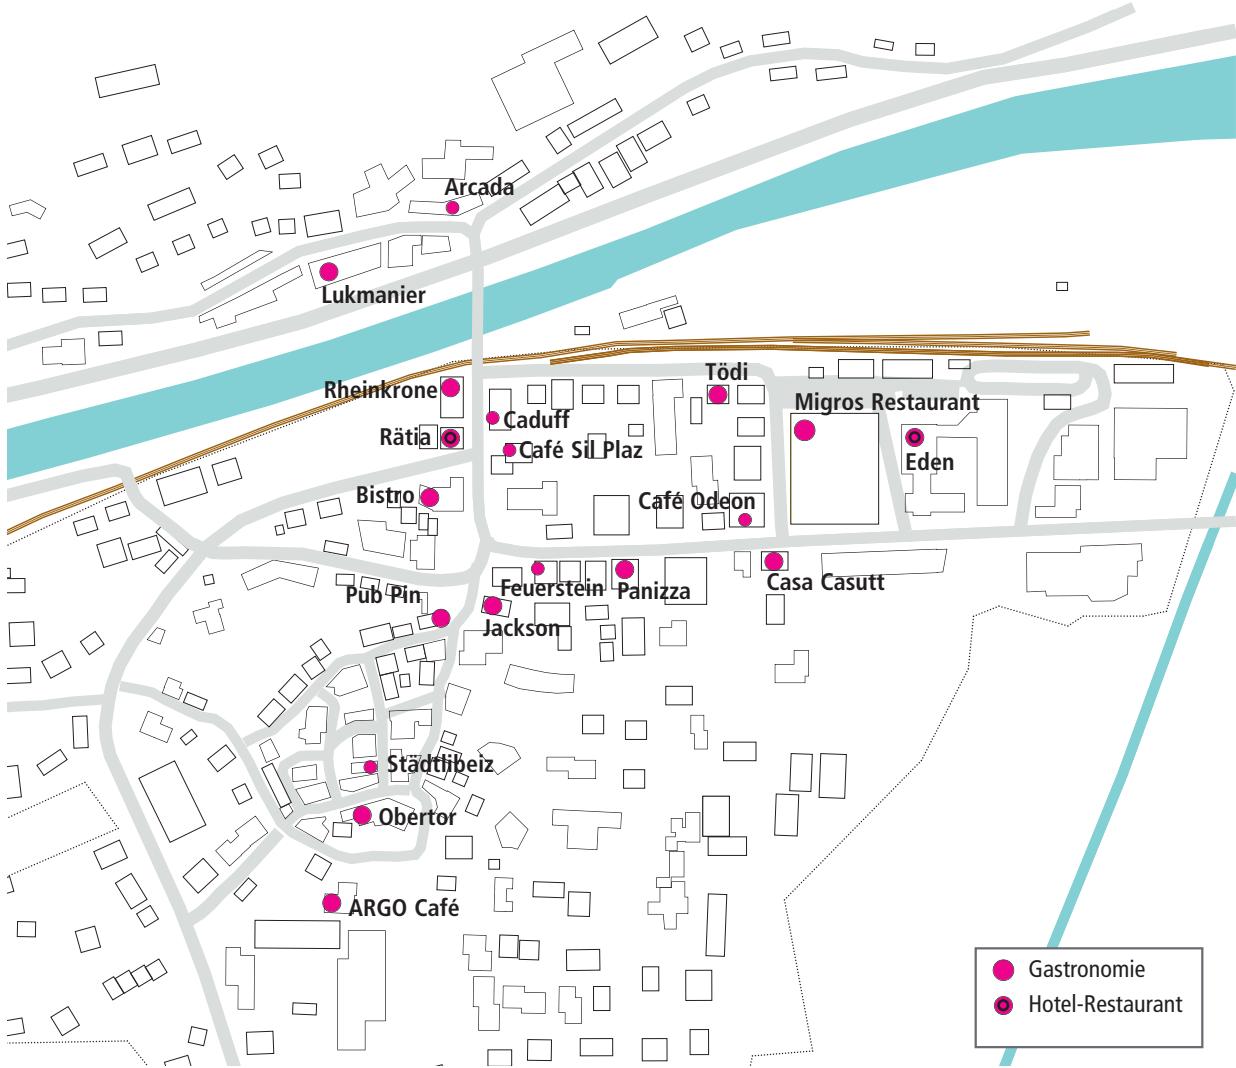 Arcada
Lukmanier
Tödi
Rheinkrone
Migros Restaurant
Caduff
Rätia
Café Sil Plaz
Eden
Bistro
Café Odeon
Casa Casutt
Feuerstein
Panizza
Pub Pin
Jackson
Städtlibeiz
Obertor
ARGO Café
Gastronomie
Hotel-Restaurant